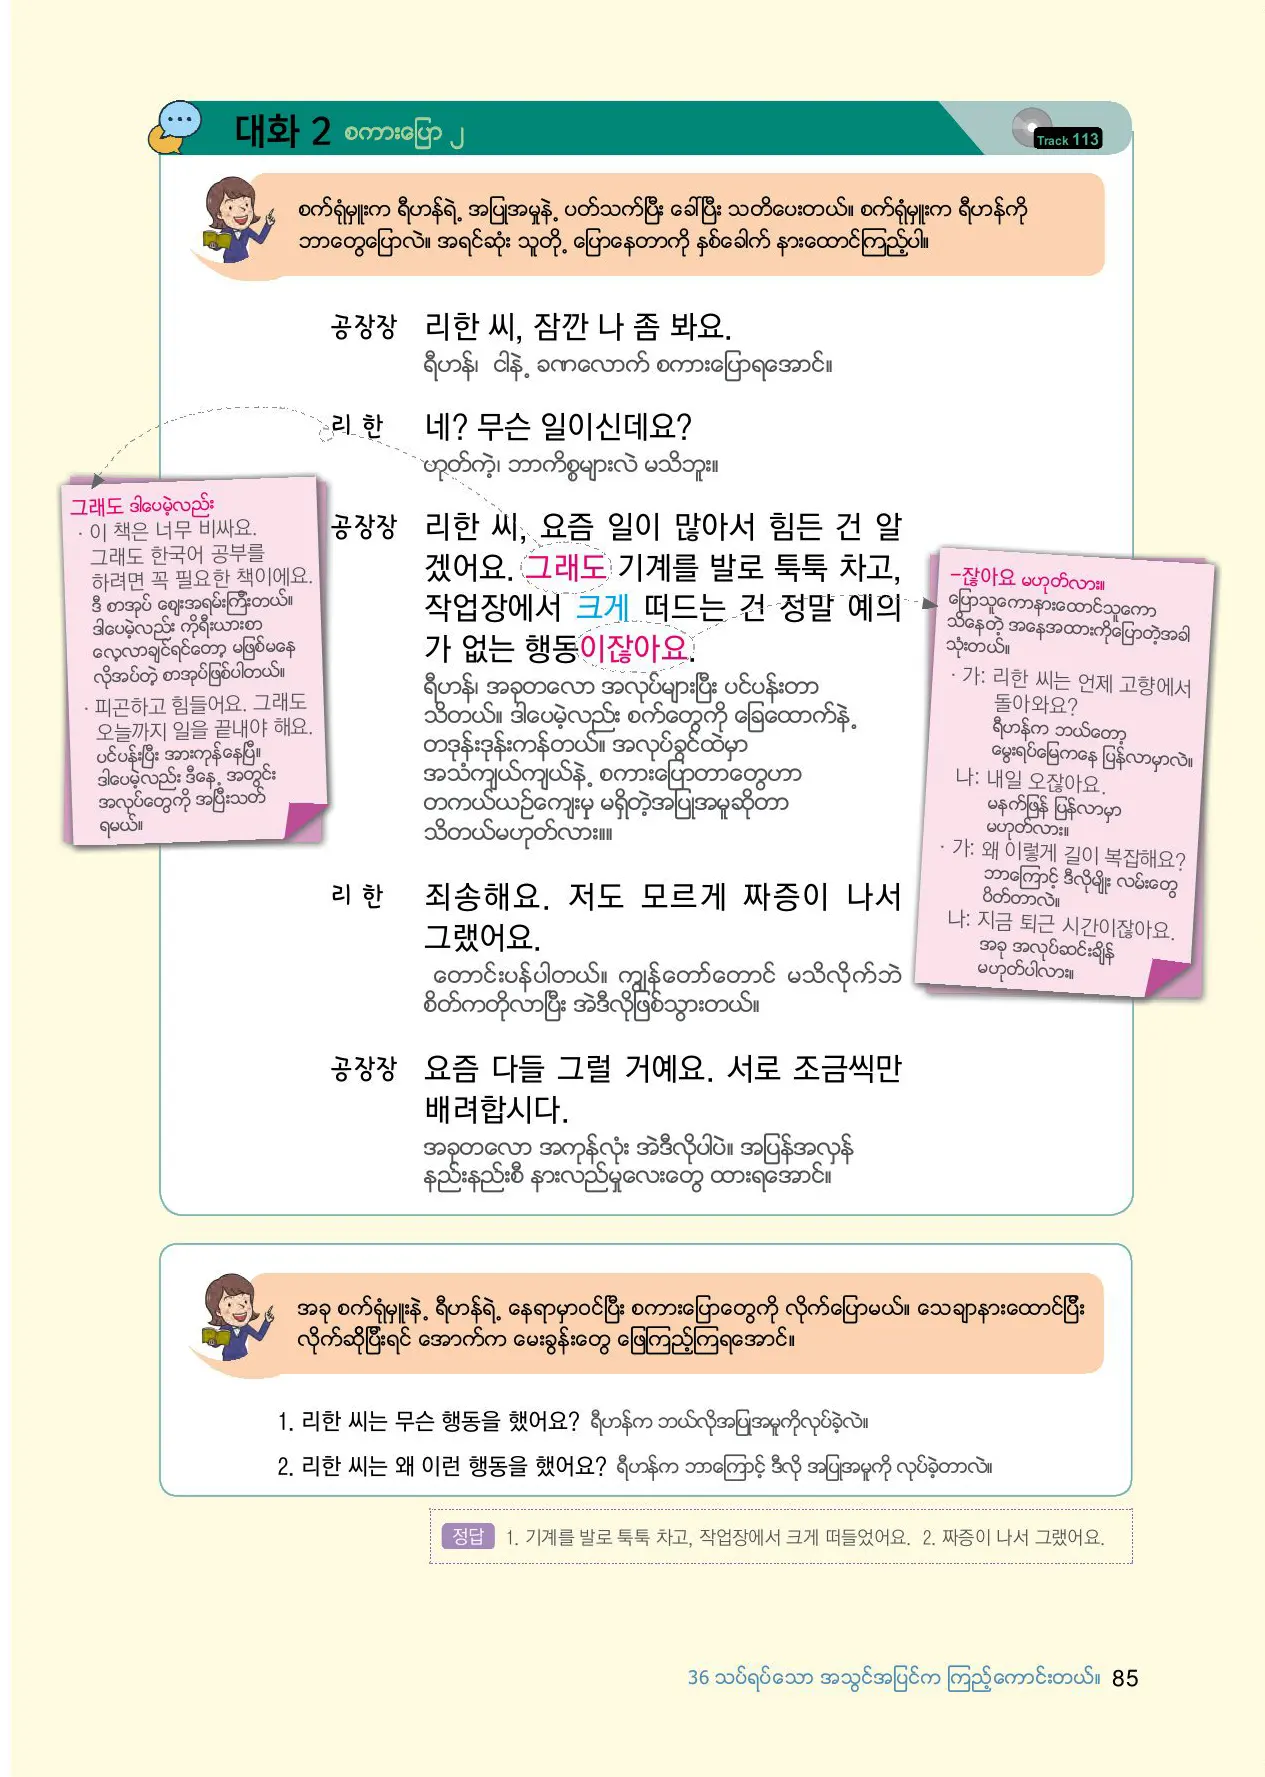 대화 2 စကားပြော ၂
Track 113
စက်ရုံမှူးက ရီဟန်ရဲ့ အပြုအမှုနဲ့ ပတ်သက်ပြီး ခေါ်ပြီး သတိပေးတယ်။ စက်ရုံမှူးက ရီဟန်ကို
ဘာတွေပြောလဲ။ အရင်ဆုံး သူတို့ ပြောနေတာကို နှစ်ခေါက် နားထောင်ကြည့်ပါ။
공장장 리한 씨, 잠깐 나 좀 봐요.
ရီဟန်၊ ငါနဲ့ ခဏလောက် စကားပြောရအောင်။
리 한 네? 무슨 일이신데요?
ဟုတ်ကဲ့၊ ဘာကိစ္စများလဲ မသိဘူး။
공장장 리한 씨, 요즘 일이 많아서 힘든 건 알
겠어요. 그래도 기계를 발로 툭툭 차고,
작업장에서 크게 떠드는 건 정말 예의
가 없는 행동이잖아요.
ရီဟန်၊ အခုတလော အလုပ်များပြီး ပင်ပန်းတာ
သိတယ်။ ဒါပေမဲ့လည်း စက်တွေကို ခြေထောက်နဲ့
တဒုန်းဒုန်းကန်တယ်။ အလုပ်ခွင်ထဲမှာ
အသံကျယ်ကျယ်နဲ့ စကားပြောတာတွေဟာ
တကယ်ယဉ်ကျေးမှု မရှိတဲ့အပြုအမူဆိုတာ
သိတယ်မဟုတ်လား။။
리 한 죄송해요. 저도 모르게 짜증이 나서
그랬어요.
တောင်းပန်ပါတယ်။ ကျွန်တော်တောင် မသိလိုက်ဘဲ
စိတ်ကတိုလာပြီး အဲဒီလိုဖြစ်သွားတယ်။
공장장 요즘 다들 그럴 거예요. 서로 조금씩만
배려합시다.
အခုတလော အကုန်လုံး အဲဒီလိုပါပဲ။ အပြန်အလှန်
နည်းနည်းစီ နားလည်မှုလေးတွေ ထားရအောင်။
그래도 ဒါပေမဲ့လည်း
· 이 책은 너무 비싸요.
그래도 한국어 공부를
하려면 꼭 필요한 책이에요.
ဒီ စာအုပ် ဈေးအရမ်းကြီးတယ်။
ဒါပေမဲ့လည်း ကိုရီးယားစာ
လေ့လာချင်ရင်တော့ မဖြစ်မနေ
လိုအပ်တဲ့ စာအုပ်ဖြစ်ပါတယ်။
· 피곤하고 힘들어요. 그래도
오늘까지 일을 끝내야 해요.
ပင်ပန်းပြီး အားကုန်နေပြီ။
ဒါပေမဲ့လည်း ဒီနေ့ အတွင်း
အလုပ်တွေကို အပြီးသတ်
ရမယ်။
-잖아요 မဟုတ်လား။
ပြောသူကောနားထောင်သူကော
သိနေတဲ့ အနေအထားကိုပြောတဲ့အခါ
သုံးတယ်။
· 가: 리한 씨는 언제 고향에서
돌아와요?
ရီဟန်က ဘယ်တော့
မွေးရပ်မြေကနေ ပြန်လာမှာလဲ။
나: 내일 오잖아요.
မနက်ဖြန် ပြန်လာမှာ
မဟုတ်လား။
· 가: 왜 이렇게 길이 복잡해요?
ဘာကြောင့် ဒီလိုမျိုး လမ်းတွေ
ပိတ်တာလဲ။
나: 지금 퇴근 시간이잖아요.
အခု အလုပ်ဆင်းချိန်
မဟုတ်ပါလား။
အခု စက်ရုံမှူးနဲ့ ရီဟန်ရဲ့ နေရာမှာဝင်ပြီး စကားပြောတွေကို လိုက်ပြောမယ်။ သေချာနားထောင်ပြီး
လိုက်ဆိုပြီးရင် အောက်က မေးခွန်းတွေ ဖြေကြည့်ကြရအောင်။
1. 리한 씨는 무슨 행동을 했어요? ရီဟန်က ဘယ်လိုအပြုအမူကိုလုပ်ခဲ့လဲ။
2. 리한 씨는 왜 이런 행동을 했어요? ရီဟန်က ဘာကြောင့် ဒီလို အပြုအမူကို လုပ်ခဲ့တာလဲ။
정답 1. 기계를 발로 툭툭 차고, 작업장에서 크게 떠들었어요. 2. 짜증이 나서 그랬어요.
36 သပ်ရပ်သော အသွင်အပြင်က ကြည့်ကောင်းတယ်။ 85